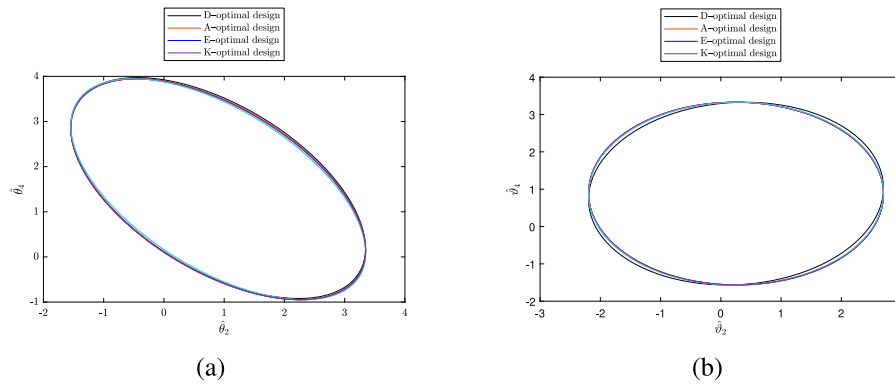 D-optimal design
A-optimal design
E-optimal design
K-optimal design
4
3
2
1
0
-1
-2
-1
0
1
2
3
4
θ̂₄
θ̂₂
(a)
D-optimal design
A-optimal design
E-optimal design
K-optimal design
4
3
2
1
0
-1
-2
-3
-2
-1
0
1
2
ϑ̂₄
ϑ̂₂
(b)